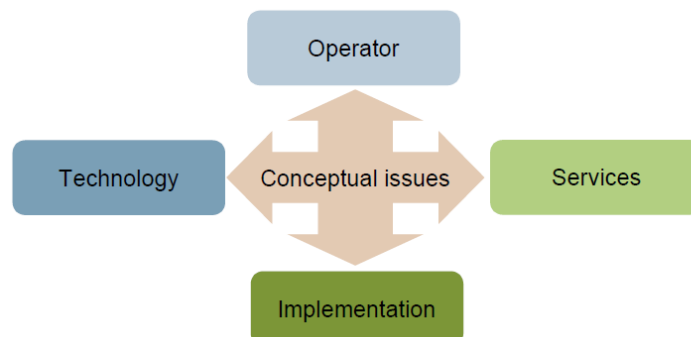 Operator
Technology
Conceptual issues
Services
Implementation